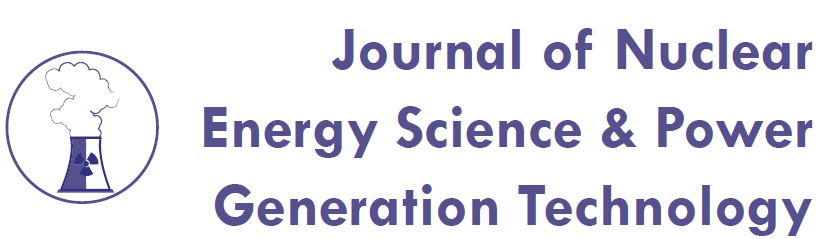 Journal of Nuclear
Energy Science & Power
Generation Technology